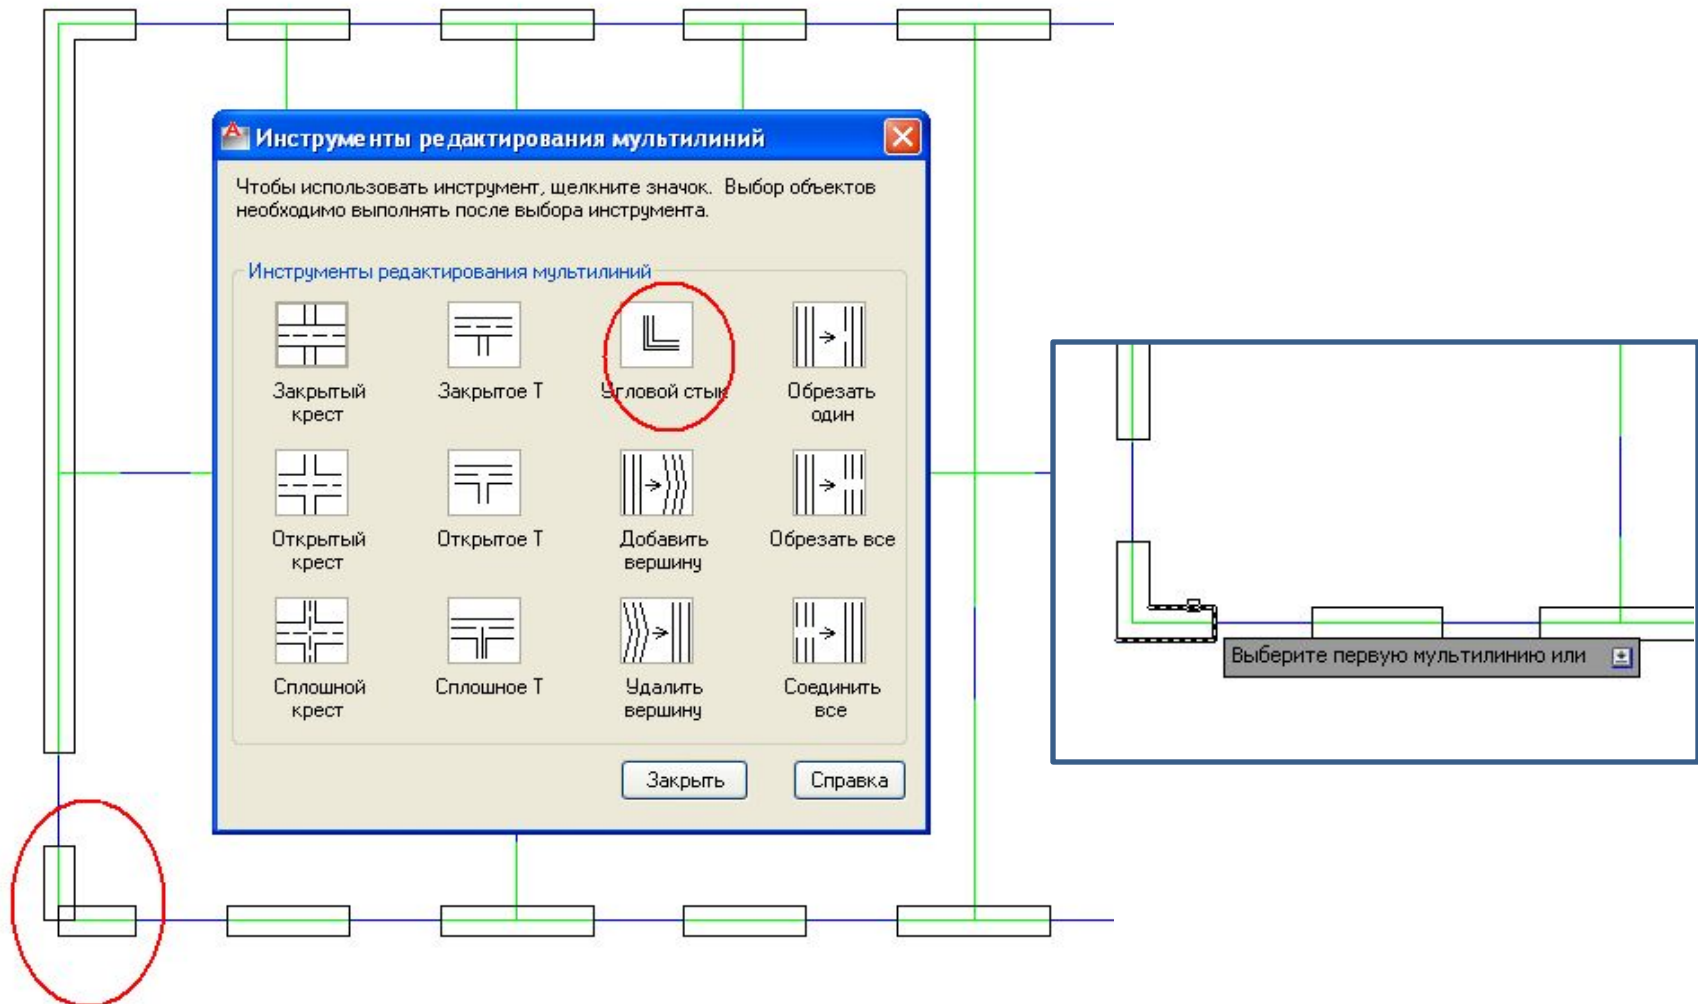 Инструменты редактирования мультилиний
Чтобы использовать инструмент, щелкните значок. Выбор объектов
необходимо выполнять после выбора инструмента.
Инструменты редактирования мультилиний
Закрытый
крест
Закрытое Т
Угловой стык
Обрезать
один
Открытый
крест
Открытое Т
Добавить
вершину
Обрезать все
Сплошной
крест
Сплошное Т
Удалить
вершину
Соединить
все
Закрыть
Справка
Выберите первую мультилинию или